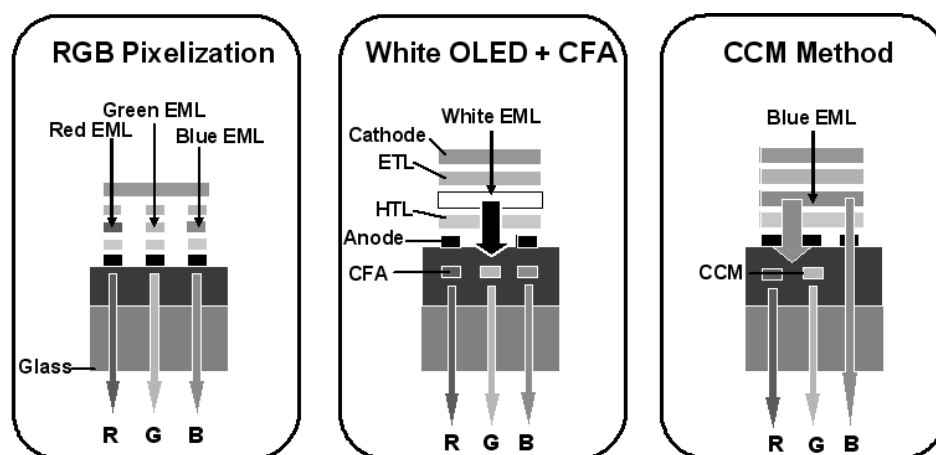 RGB Pixelization
Green EML
Red EML
Blue EML
Glass
R G B
White OLED + CFA
White EML
Cathode
ETL
HTL
Anode
CFA
R G B
CCM Method
Blue EML
CCM
R G B